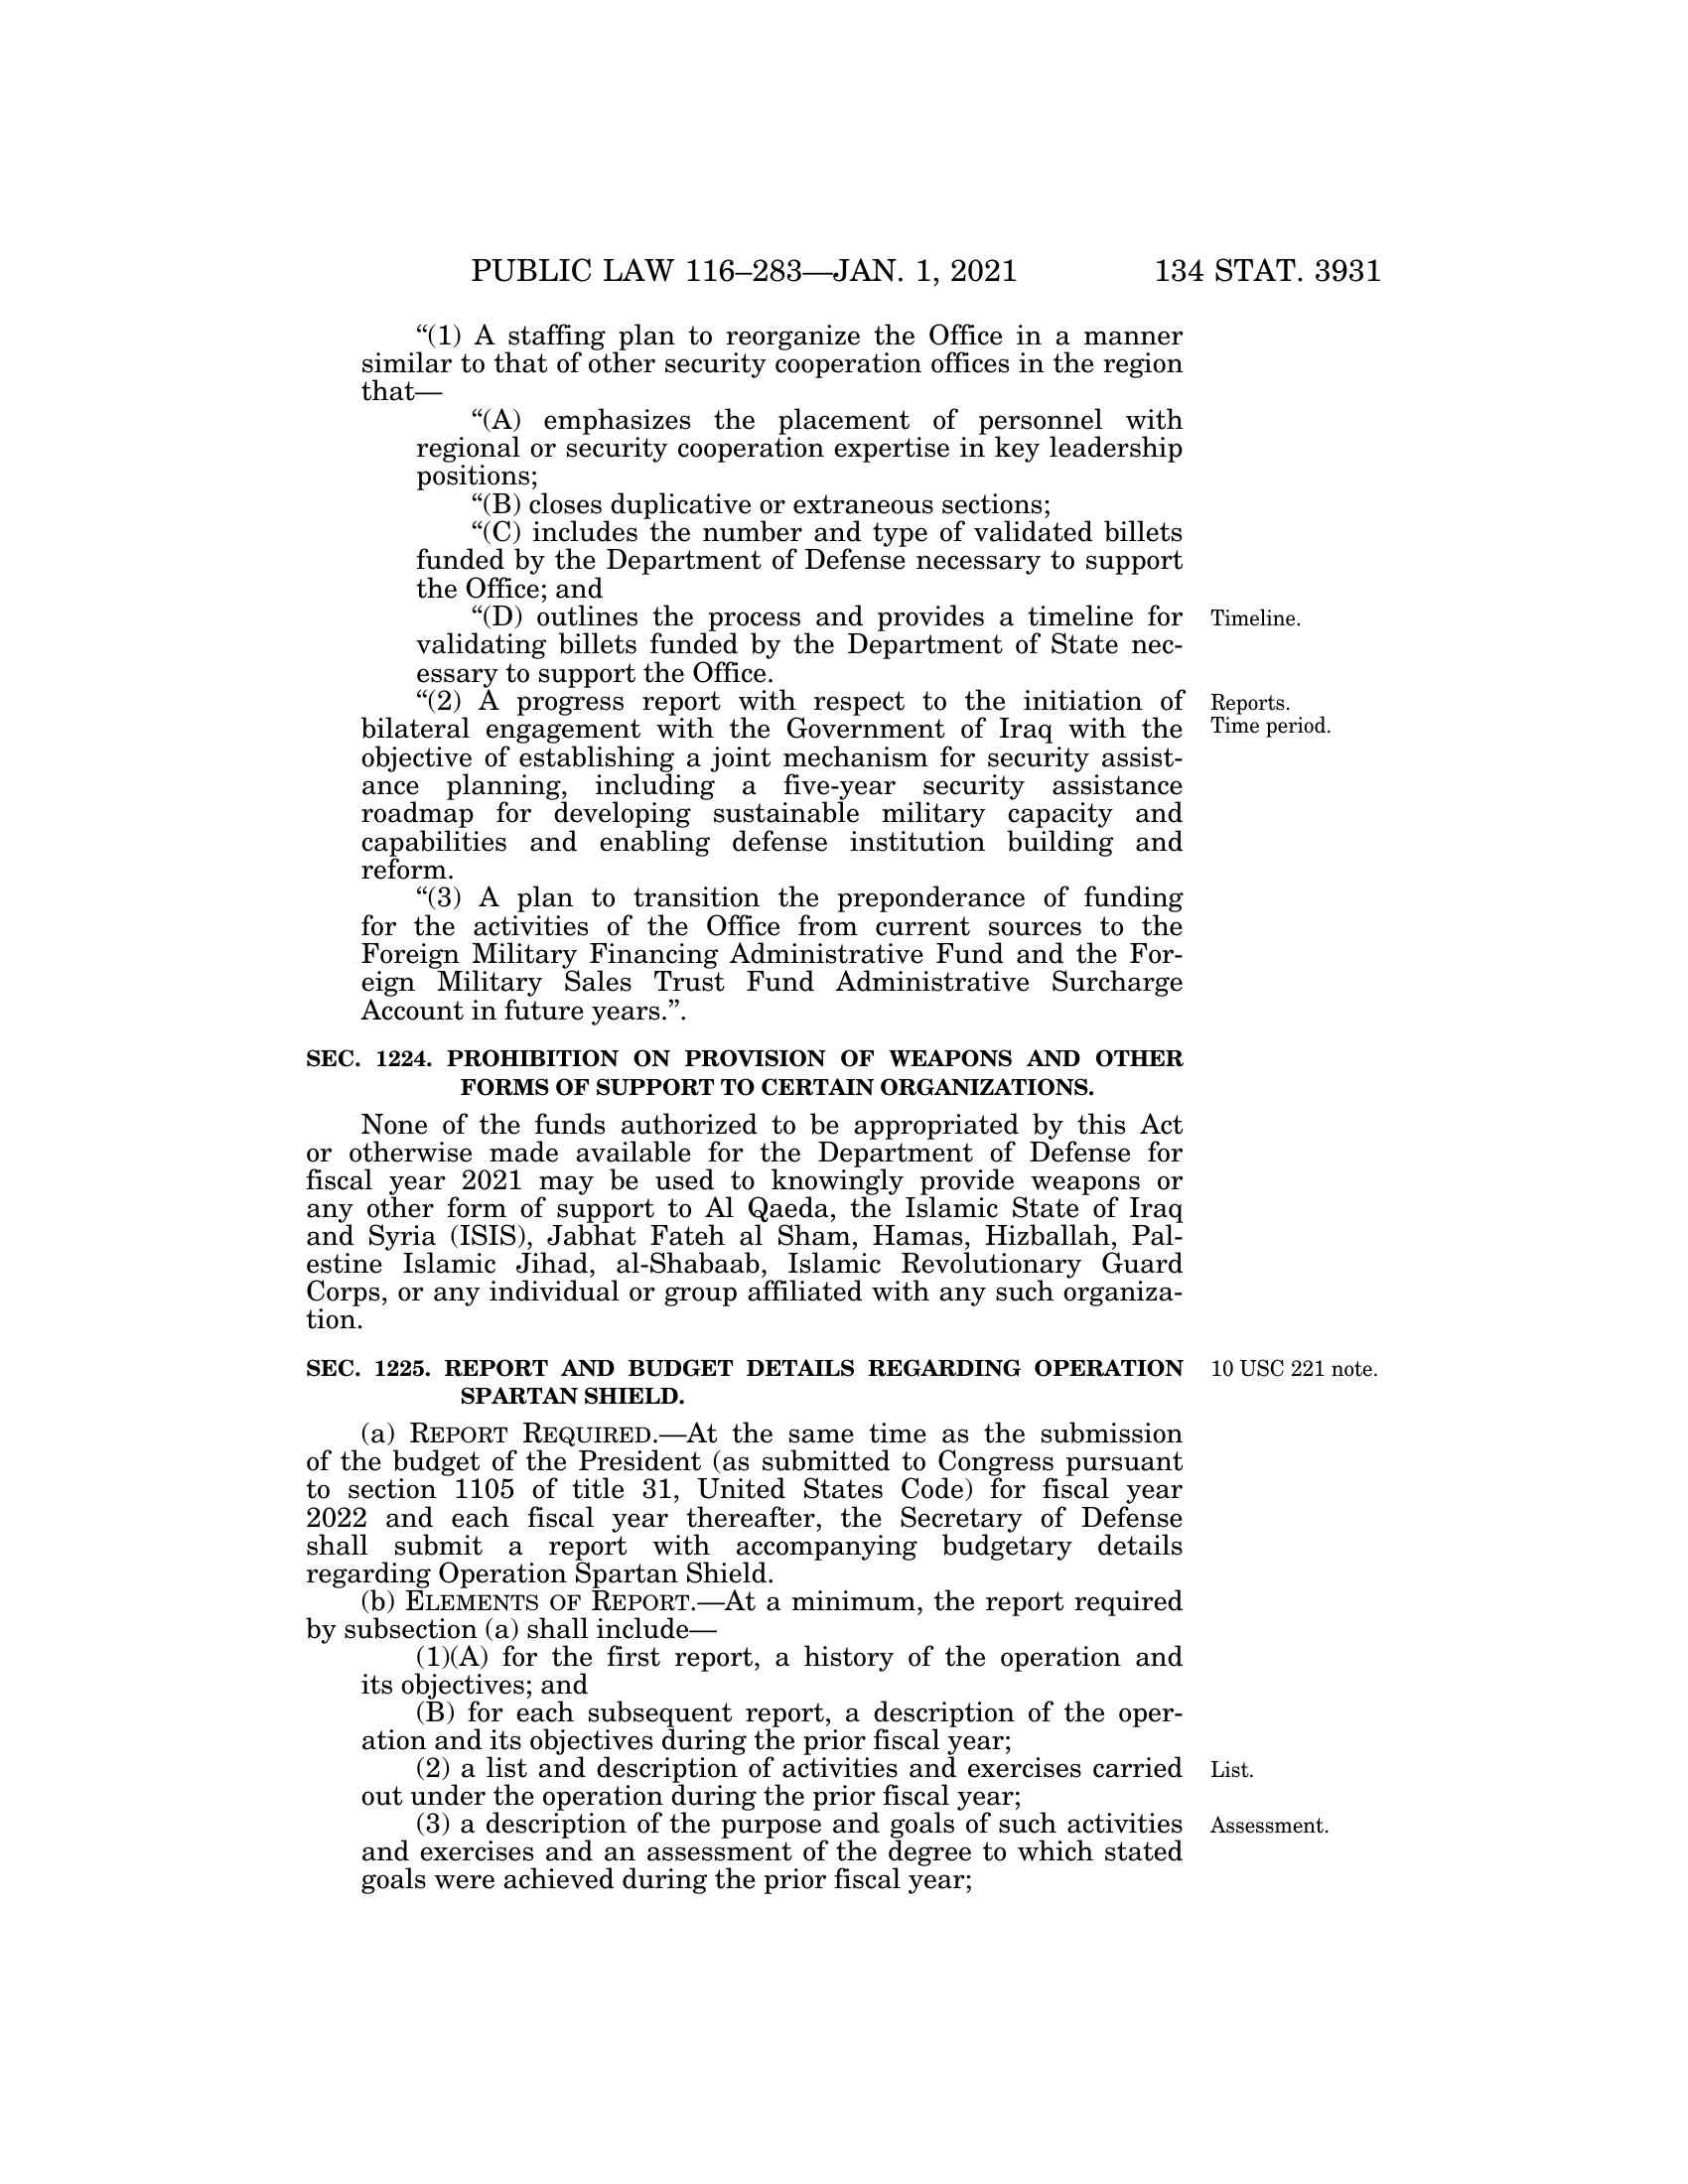 PUBLIC LAW 116–283—JAN. 1, 2021 134 STAT. 3931
“(1) A staffing plan to reorganize the Office in a manner
similar to that of other security cooperation offices in the region
that—
“(A) emphasizes the placement of personnel with
regional or security cooperation expertise in key leadership
positions;
“(B) closes duplicative or extraneous sections;
“(C) includes the number and type of validated billets
funded by the Department of Defense necessary to support
the Office; and
“(D) outlines the process and provides a timeline for
validating billets funded by the Department of State nec-
essary to support the Office.
Timeline.
“(2) A progress report with respect to the initiation of
bilateral engagement with the Government of Iraq with the
objective of establishing a joint mechanism for security assist-
ance planning, including a five-year security assistance
roadmap for developing sustainable military capacity and
capabilities and enabling defense institution building and
reform.
Reports.
Time period.
“(3) A plan to transition the preponderance of funding
for the activities of the Office from current sources to the
Foreign Military Financing Administrative Fund and the For-
eign Military Sales Trust Fund Administrative Surcharge
Account in future years.”.
SEC. 1224. PROHIBITION ON PROVISION OF WEAPONS AND OTHER
FORMS OF SUPPORT TO CERTAIN ORGANIZATIONS.
None of the funds authorized to be appropriated by this Act
or otherwise made available for the Department of Defense for
fiscal year 2021 may be used to knowingly provide weapons or
any other form of support to Al Qaeda, the Islamic State of Iraq
and Syria (ISIS), Jabhat Fateh al Sham, Hamas, Hizballah, Pal-
estine Islamic Jihad, al-Shabaab, Islamic Revolutionary Guard
Corps, or any individual or group affiliated with any such organiza-
tion.
SEC. 1225. REPORT AND BUDGET DETAILS REGARDING OPERATION
SPARTAN SHIELD.
10 USC 221 note.
(a) REPORT REQUIRED.—At the same time as the submission
of the budget of the President (as submitted to Congress pursuant
to section 1105 of title 31, United States Code) for fiscal year
2022 and each fiscal year thereafter, the Secretary of Defense
shall submit a report with accompanying budgetary details
regarding Operation Spartan Shield.
(b) ELEMENTS OF REPORT.—At a minimum, the report required
by subsection (a) shall include—
(1)(A) for the first report, a history of the operation and
its objectives; and
(B) for each subsequent report, a description of the oper-
ation and its objectives during the prior fiscal year;
(2) a list and description of activities and exercises carried
out under the operation during the prior fiscal year;
List.
(3) a description of the purpose and goals of such activities
and exercises and an assessment of the degree to which stated
goals were achieved during the prior fiscal year;
Assessment.